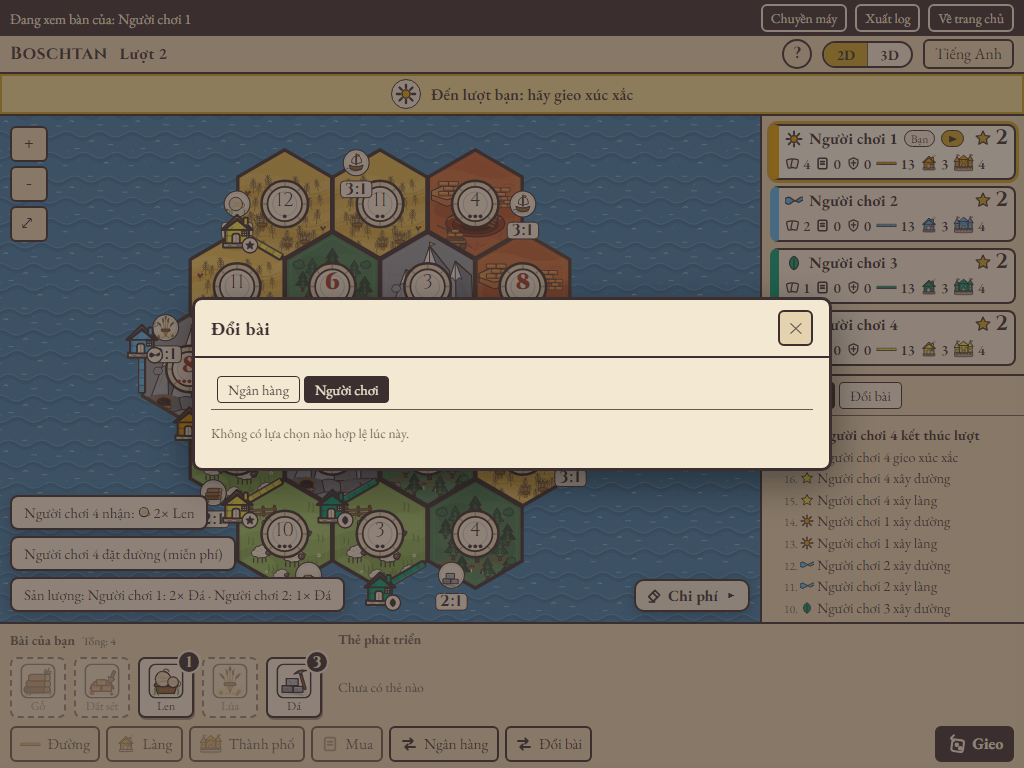 Đang xem bàn của: Người chơi 1
Chuyền máy
Xuất log
Về trang chủ
BOSCHTAN Lượt 2
?
2D
3D
Tiếng Anh
Đến lượt bạn: hãy gieo xúc xắc
+
-
12
3:1
11
4
3:1
11
6
3
8
Người chơi 1 Bạn 2
4 0 0 13 3 4
Người chơi 2 2
2 0 0 13 3 4
Người chơi 3 2
1 0 0 13 3 4
Người chơi 4 2
0 13 3 4
Đổi bài
Đổi bài
Ngân hàng
Người chơi
Không có lựa chọn nào hợp lệ lúc này.
người chơi 4 kết thúc lượt
Người chơi 4 gieo xúc xắc
16. Người chơi 4 xây đường
15. Người chơi 4 xây làng
14. Người chơi 1 xây đường
13. Người chơi 1 xây làng
12. Người chơi 2 xây đường
11. Người chơi 2 xây làng
10. Người chơi 3 xây đường
:1
8
3:1
2:1
10
3
4
2:1
Người chơi 4 nhận: 2× Len
Người chơi 4 đặt đường (miễn phí)
Sản lượng: Người chơi 1: 2× Đá · Người chơi 2: 1× Đá
Chi phí
Bài của bạn Tổng: 4
Thẻ phát triển
Gỗ
Đất sét
1
Len
Lúa
3
Đá
Chưa có thẻ nào
Đường
Làng
Thành phố
Mua
Ngân hàng
Đổi bài
Gieo